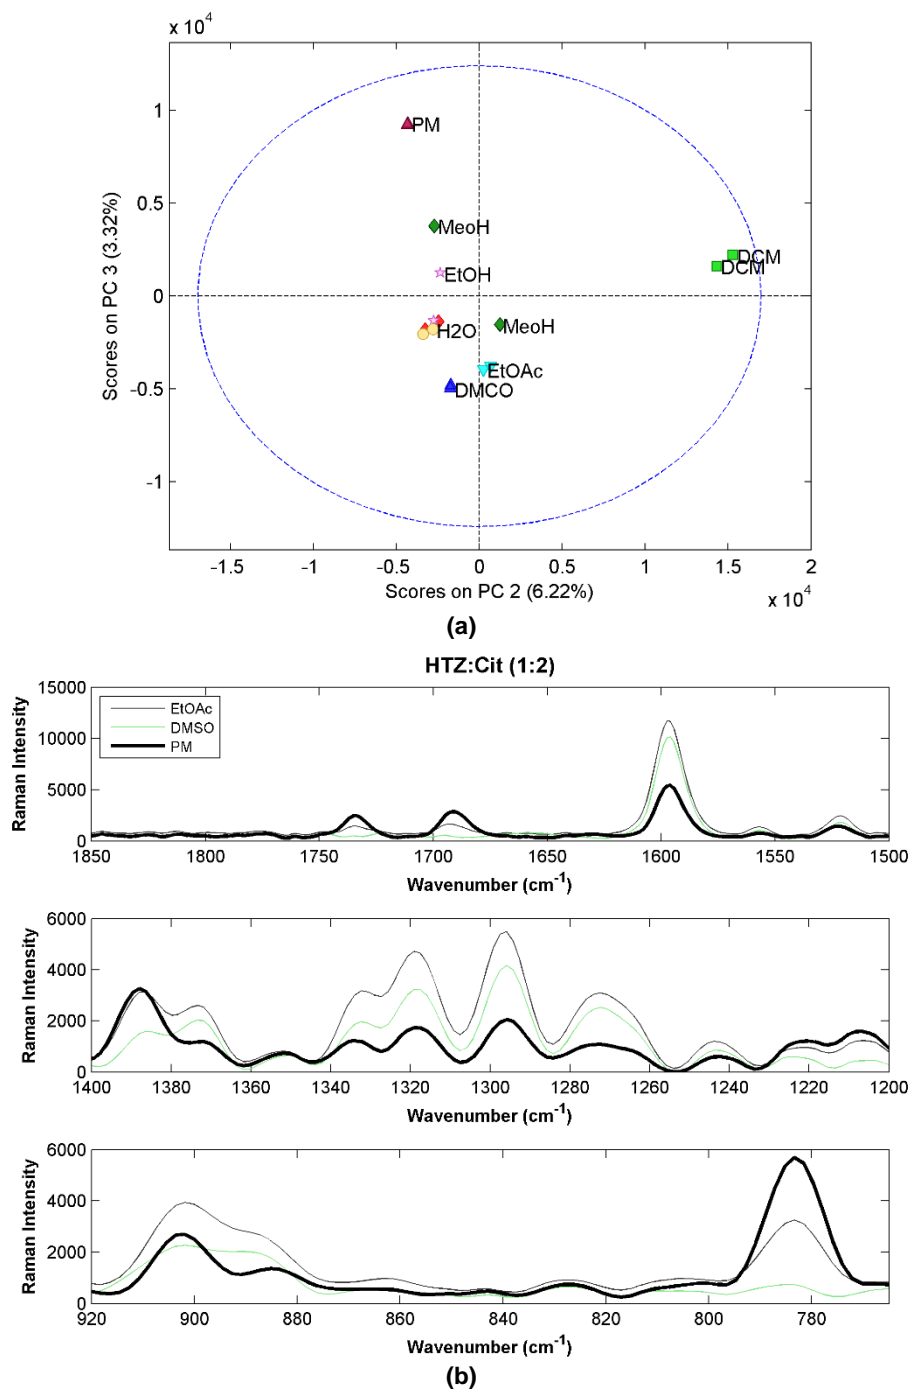 x 10^4
1
0.5
0
-0.5
-1
Scores on PC 3 (3.32%)
PM
MeoH
EtOH
H2O
MeoH
EtOAc
DMCO
DCM
DCM
-1.5 -1 -0.5 0 0.5 1 1.5 2
Scores on PC 2 (6.22%)
x 10^4
(a)
HTZ:Cit (1:2)
15000
10000
5000
0
Raman Intensity
EtOAc
DMSO
PM
1850 1800 1750 1700 1650 1600 1550 1500
Wavenumber (cm-1)
6000
4000
2000
0
Raman Intensity
1400 1380 1360 1340 1320 1300 1280 1260 1240 1220 1200
Wavenumber (cm-1)
6000
4000
2000
0
Raman Intensity
920 900 880 860 840 820 800 780
Wavenumber (cm-1)
(b)